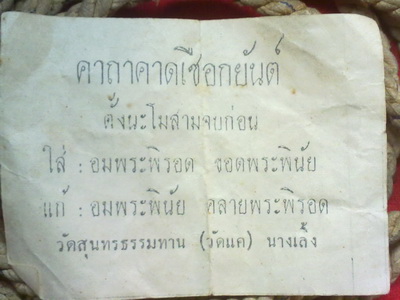 คาถาคาดเชือกยันต์
ตั้งนะโมสามจบก่อน
ใส่ : อมพระพิรอด งอดพระพินัย
แก้ : อมพระพินัย คลายพระพิรอด
วัดสุนทรธรรมทาน (วัดแค) นางเลิ้ง